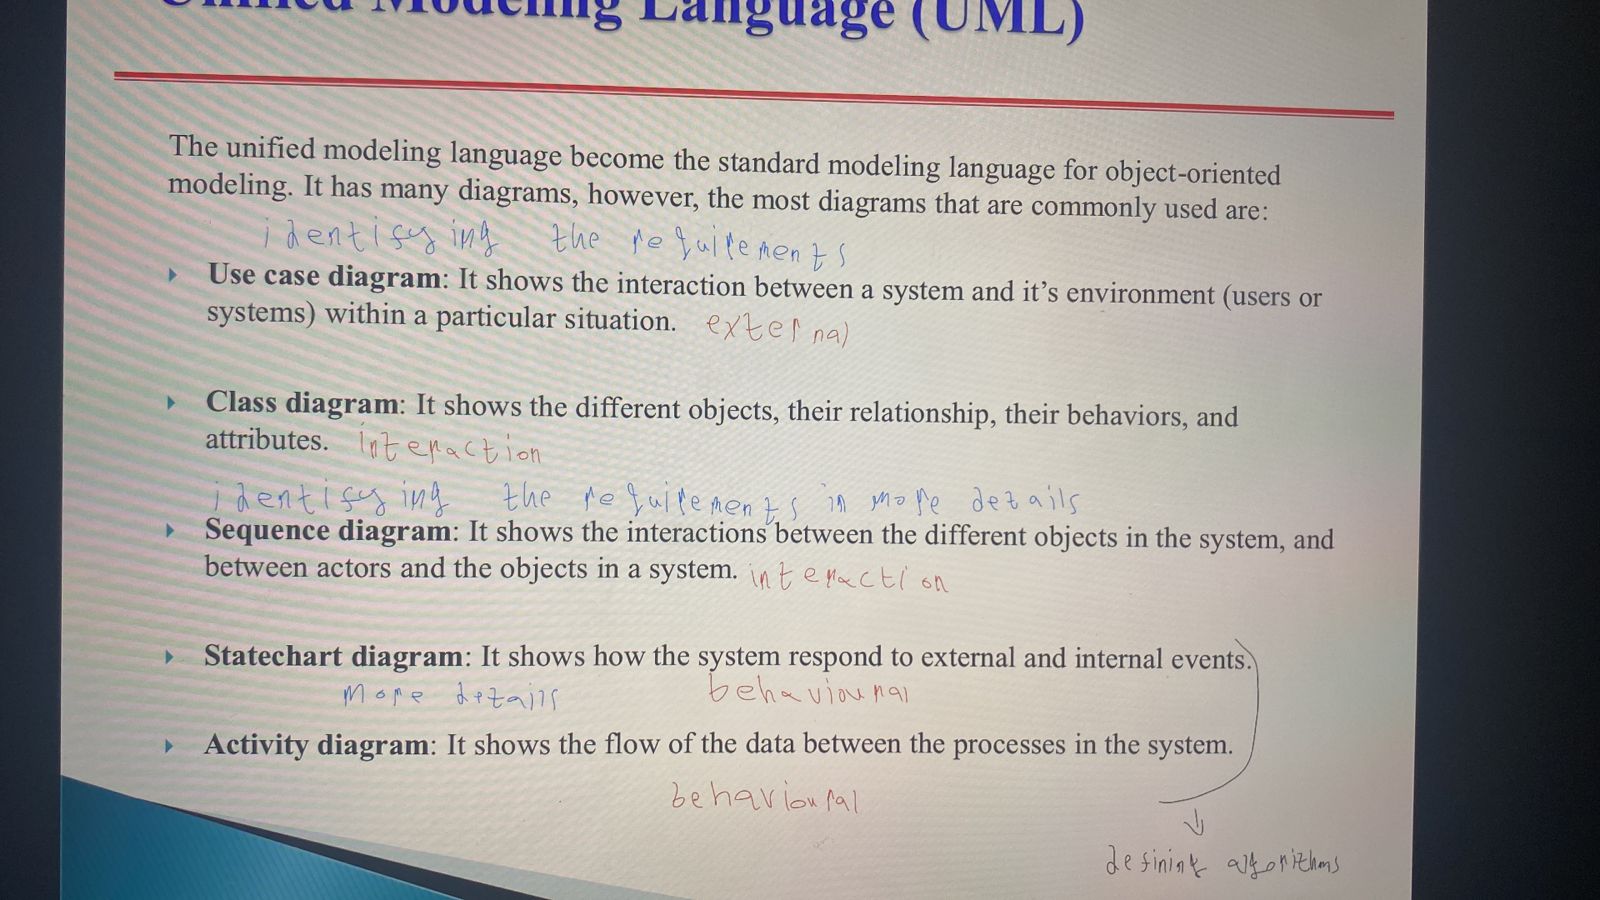 Unified Modeling Language (UML)
The unified modeling language become the standard modeling language for object-oriented
modeling. It has many diagrams, however, the most diagrams that are commonly used are:
identifying the requirements
Use case diagram: It shows the interaction between a system and it's environment (users or
systems) within a particular situation. external
Class diagram: It shows the different objects, their relationship, their behaviors, and
attributes. interaction
identifying the requirements in more details
Sequence diagram: It shows the interactions between the different objects in the system, and
between actors and the objects in a system. interaction
Statechart diagram: It shows how the system respond to external and internal events.
more details behavioural
Activity diagram: It shows the flow of the data between the processes in the system.
behavioural
defining algorithms